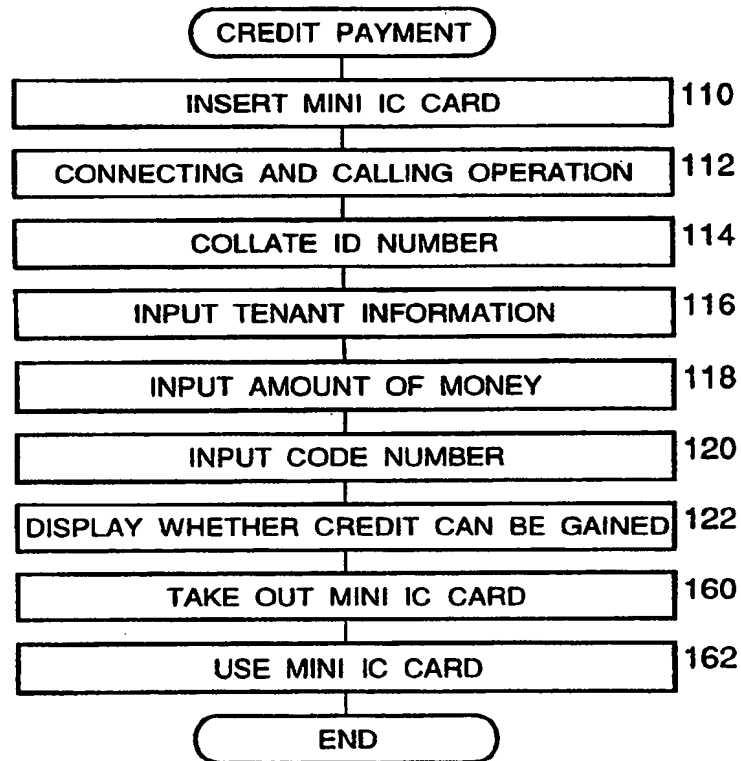 CREDIT PAYMENT
INSERT MINI IC CARD 110
CONNECTING AND CALLING OPERATION 112
COLLATE ID NUMBER 114
INPUT TENANT INFORMATION 116
INPUT AMOUNT OF MONEY 118
INPUT CODE NUMBER 120
DISPLAY WHETHER CREDIT CAN BE GAINED 122
TAKE OUT MINI IC CARD 160
USE MINI IC CARD 162
END